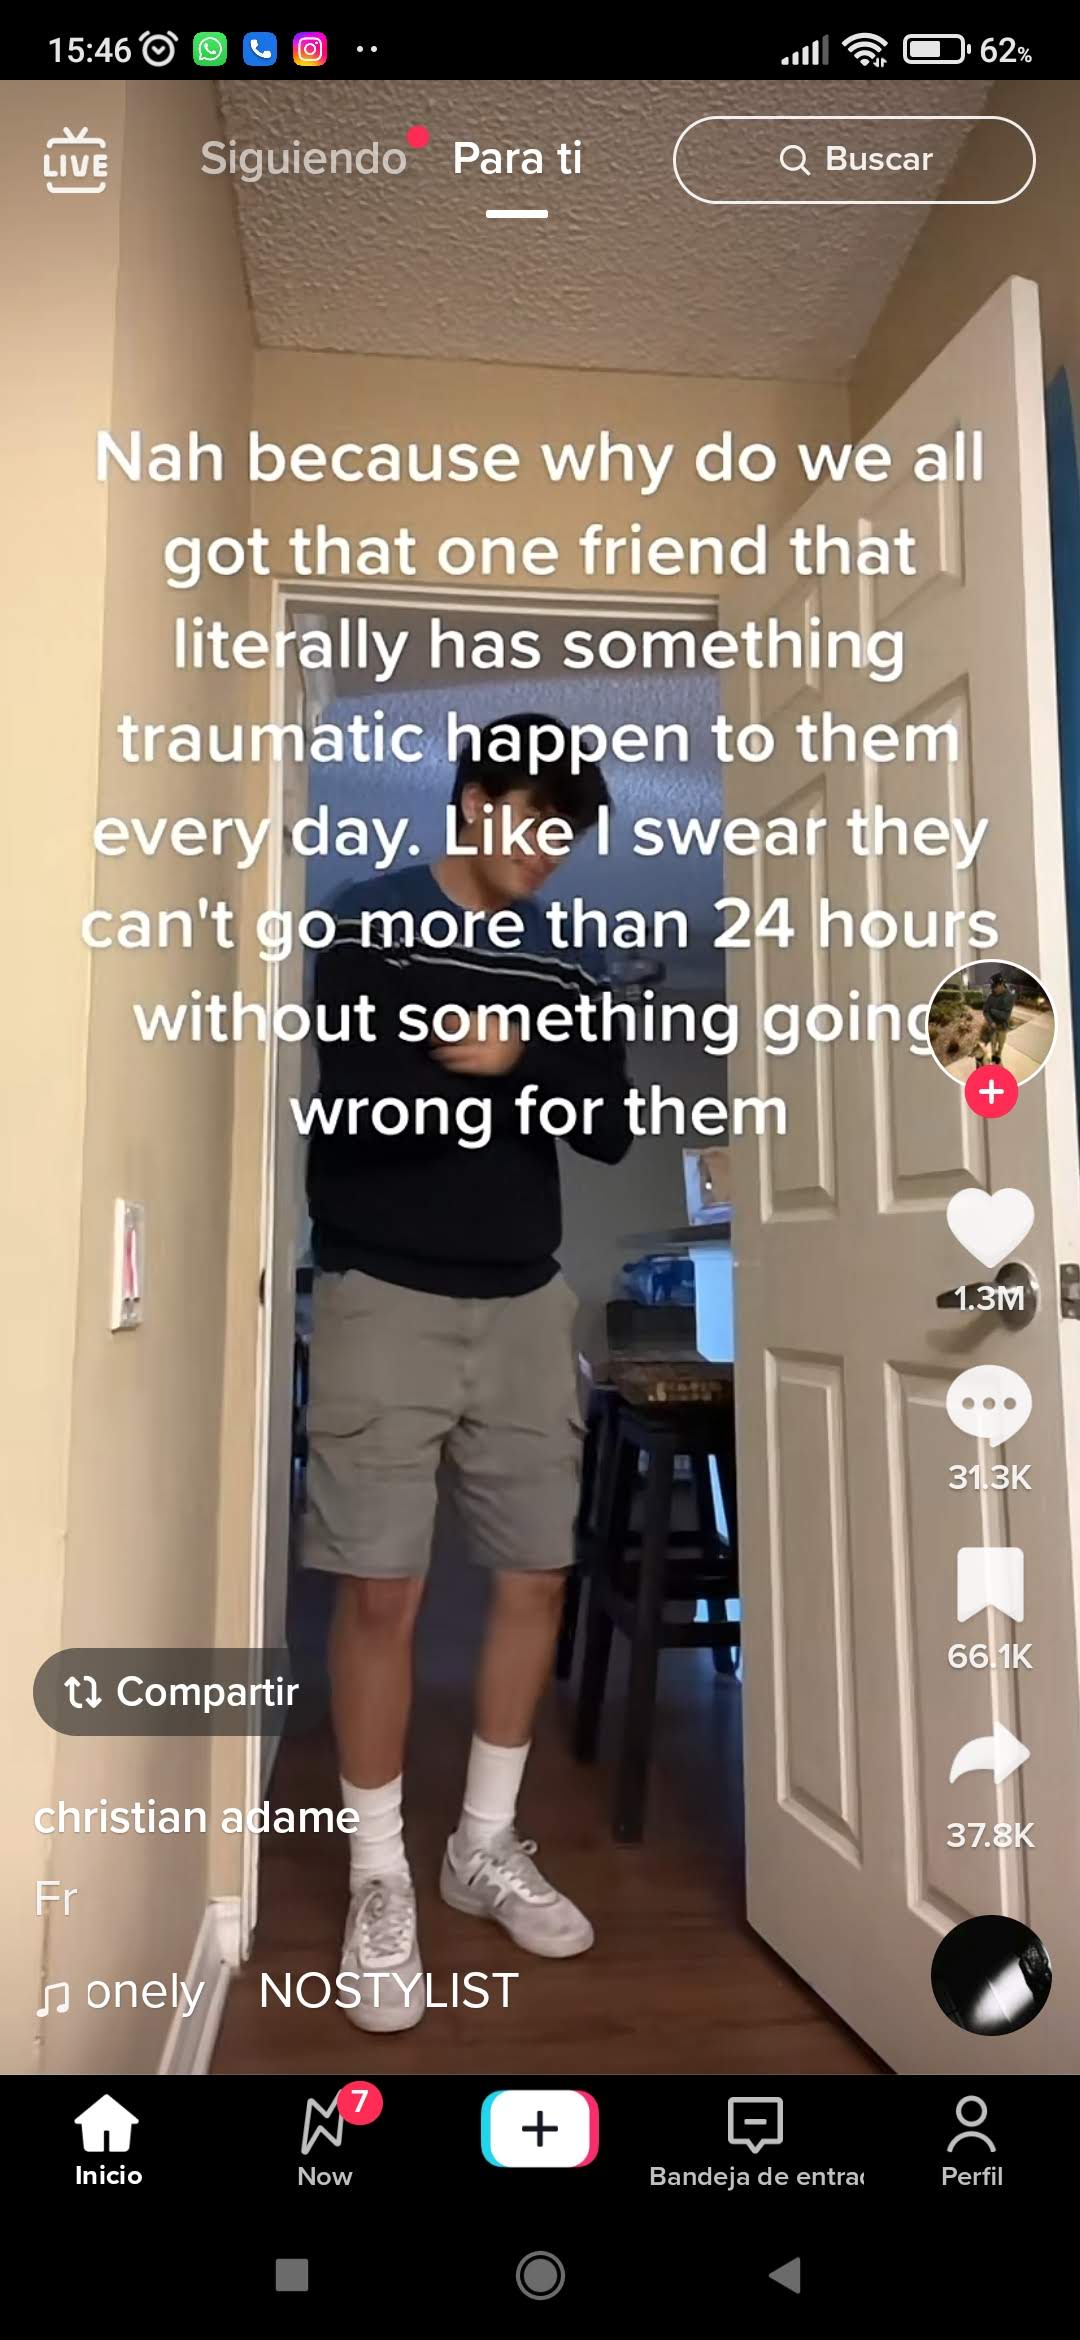 15:46 62%
LIVE Siguiendo Para ti Buscar
Nah because why do we all
got that one friend that
literally has something
traumatic happen to them
every day. Like I swear they
can't go more than 24 hours
without something going
wrong for them
1.3M
31.3K
66.1K
Compartir
37.8K
christian adame
Fr
onely NOSTYLIST
7
Inicio Now Bandeja de entra Perfil